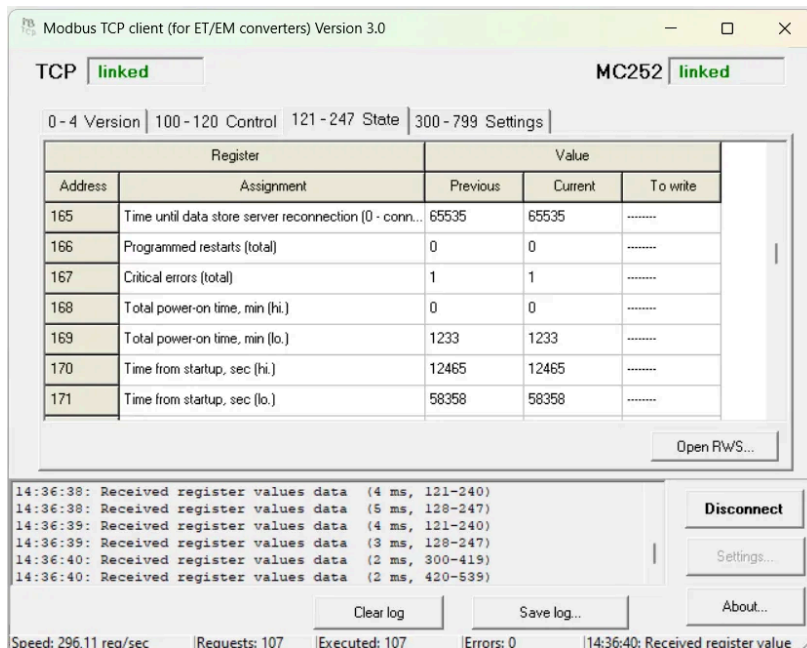 Modbus TCP client (for ET/EM converters) Version 3.0
TCP linked MC252 linked
0-4 Version 100-120 Control 121-247 State 300-799 Settings
Register Value
Address Assignment Previous Current To write
165 Time until data store server reconnection (0 - conn... 65535 65535 --------
166 Programmed restarts (total) 0 0 --------
167 Critical errors (total) 1 1 --------
168 Total power-on time, min (hi.) 0 0 --------
169 Total power-on time, min (lo.) 1233 1233 --------
170 Time from startup, sec (hi.) 12465 12465 --------
171 Time from startup, sec (lo.) 58358 58358 --------
Open RWS...
14:36:38: Received register values data (4 ms, 121-240)
14:36:38: Received register values data (5 ms, 128-247)
14:36:39: Received register values data (4 ms, 121-240)
14:36:39: Received register values data (3 ms, 128-247)
14:36:40: Received register values data (2 ms, 300-419)
14:36:40: Received register values data (2 ms, 420-539)
Disconnect
Settings...
About...
Clear log Save log...
Speed: 296,11 reg/sec Requests: 107 Executed: 107 Errors: 0 14:36:40: Received register value